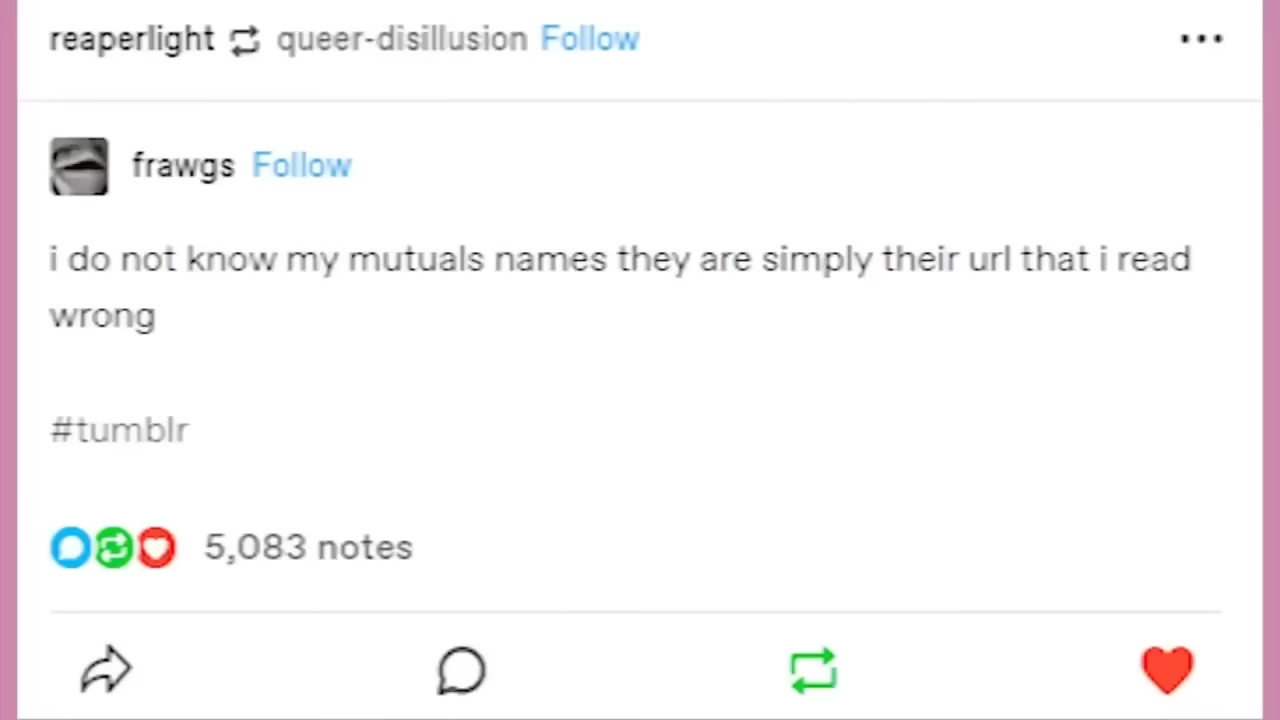 reaperlight queer-disillusion Follow
frawgs Follow
i do not know my mutuals names they are simply their url that i read
wrong
#tumblr
5,083 notes